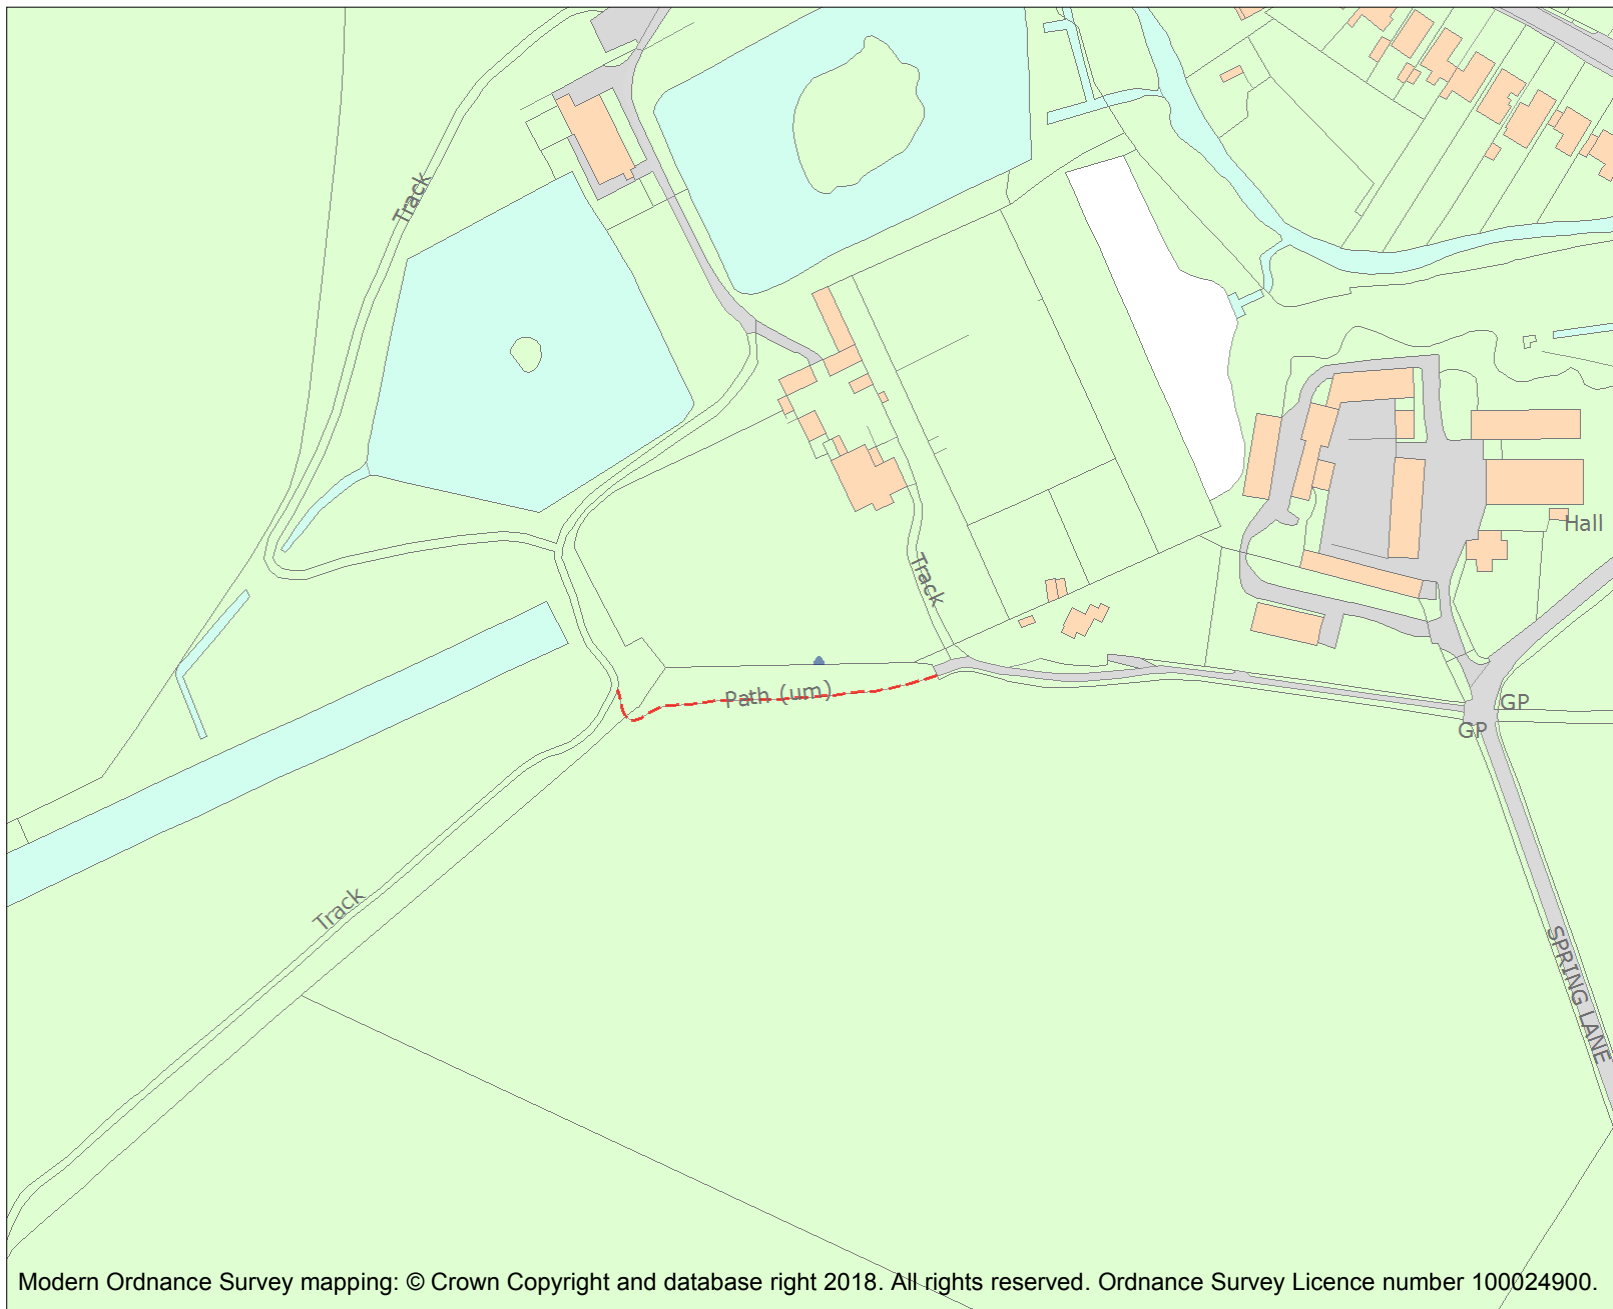 Track
Hall
Track
Path (um)
GP
GP
Track
SPRING LANE
Modern Ordnance Survey mapping: © Crown Copyright and database right 2018. All rights reserved. Ordnance Survey Licence number 100024900.